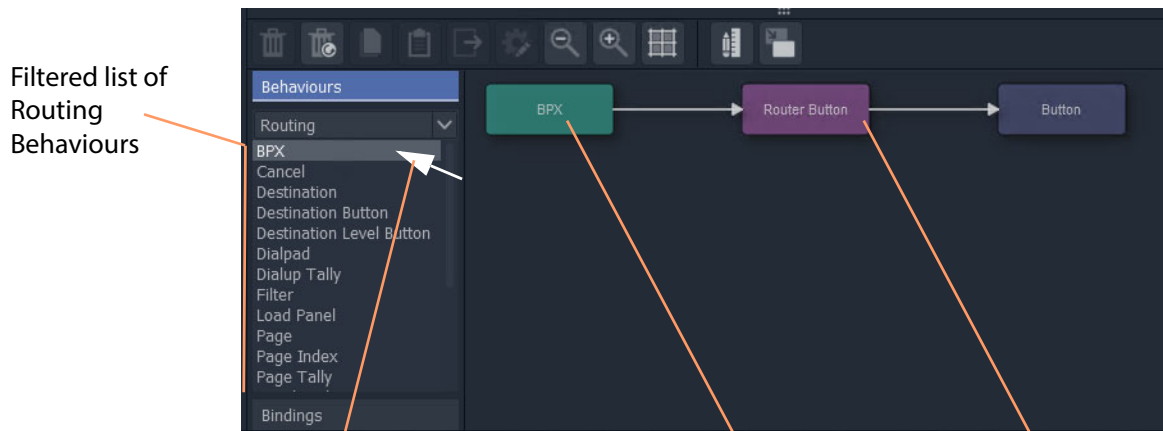 Filtered list of
Routing
Behaviours
Behaviours
Routing
BPX
Cancel
Destination
Destination Button
Destination Level Button
Dialpad
Dialup Tally
Filter
Load Panel
Page
Page Index
Page Tally
Bindings
BPX
Router Button
Button